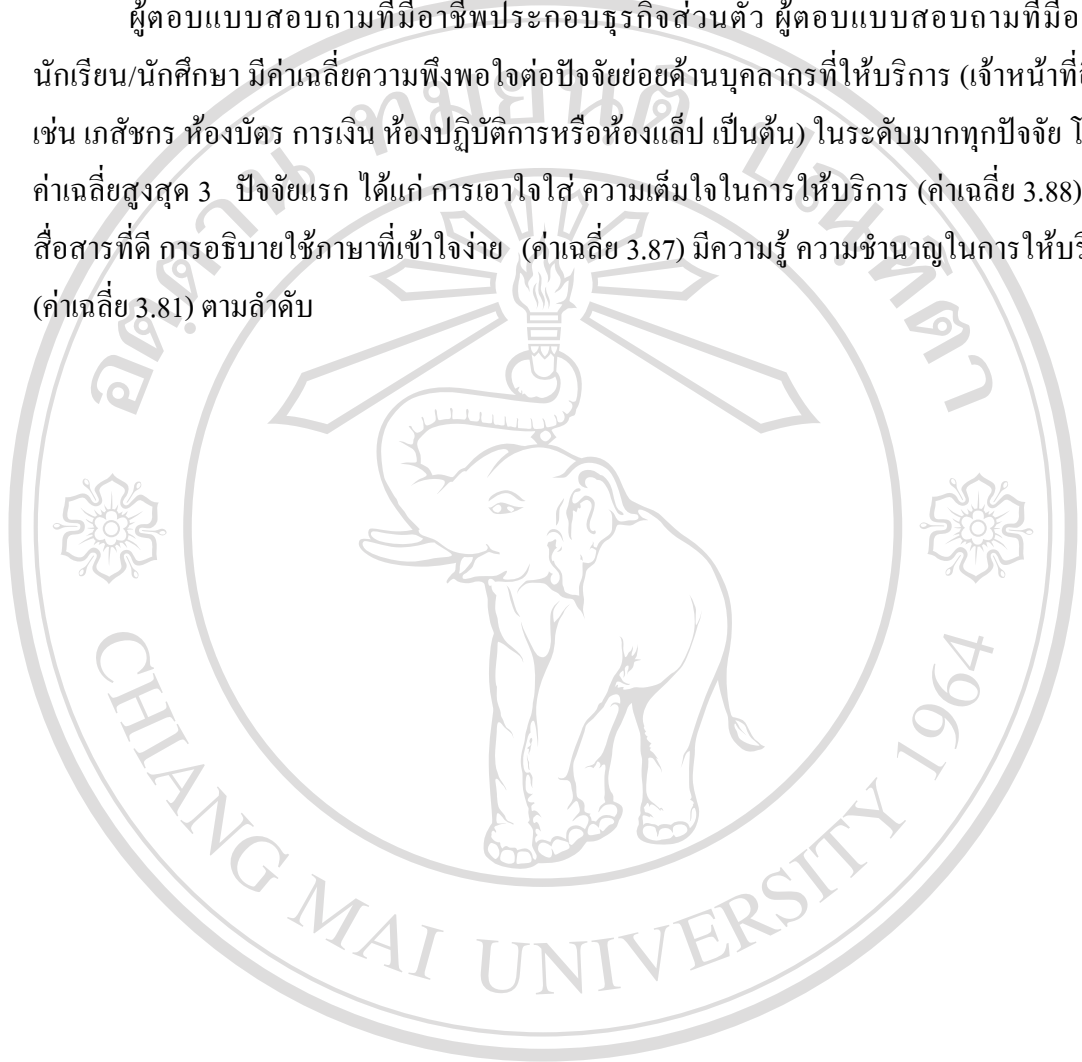 ผู้ตอบแบบสอบถามที่มีอาชีพประกอบธุรกิจส่วนตัว ผู้ตอบแบบสอบถามที่มีอ
นักเรียน/นักศึกษา มีค่าเฉลี่ยความพึงพอใจต่อปัจจัยย่อยด้านบุคลากรที่ให้บริการ
เช่น เภสัชกร ห้องบัตร การเงิน ห้องปฏิบัติการหรือห้องแล็ป เป็นต้น) ในระดับมากทุกปัจจัย
ค่าเฉลี่ยสูงสุด 3 ปัจจัยแรก ได้แก่ การเอาใจใส่ ความเต็มใจในการให้บริการ (ค่าเฉลี่ย 3.88)
สื่อสารที่ดี การอธิบายใช้ภาษาที่เข้าใจง่าย (ค่าเฉลี่ย 3.87) มีความรู้ ความชำนาญในการ
(ค่าเฉลี่ย 3.81) ตามลำดับ
อตฺตานํ ทมยนฺติ ปณฺฑิตา
CHIANG MAI UNIVERSITY 1964